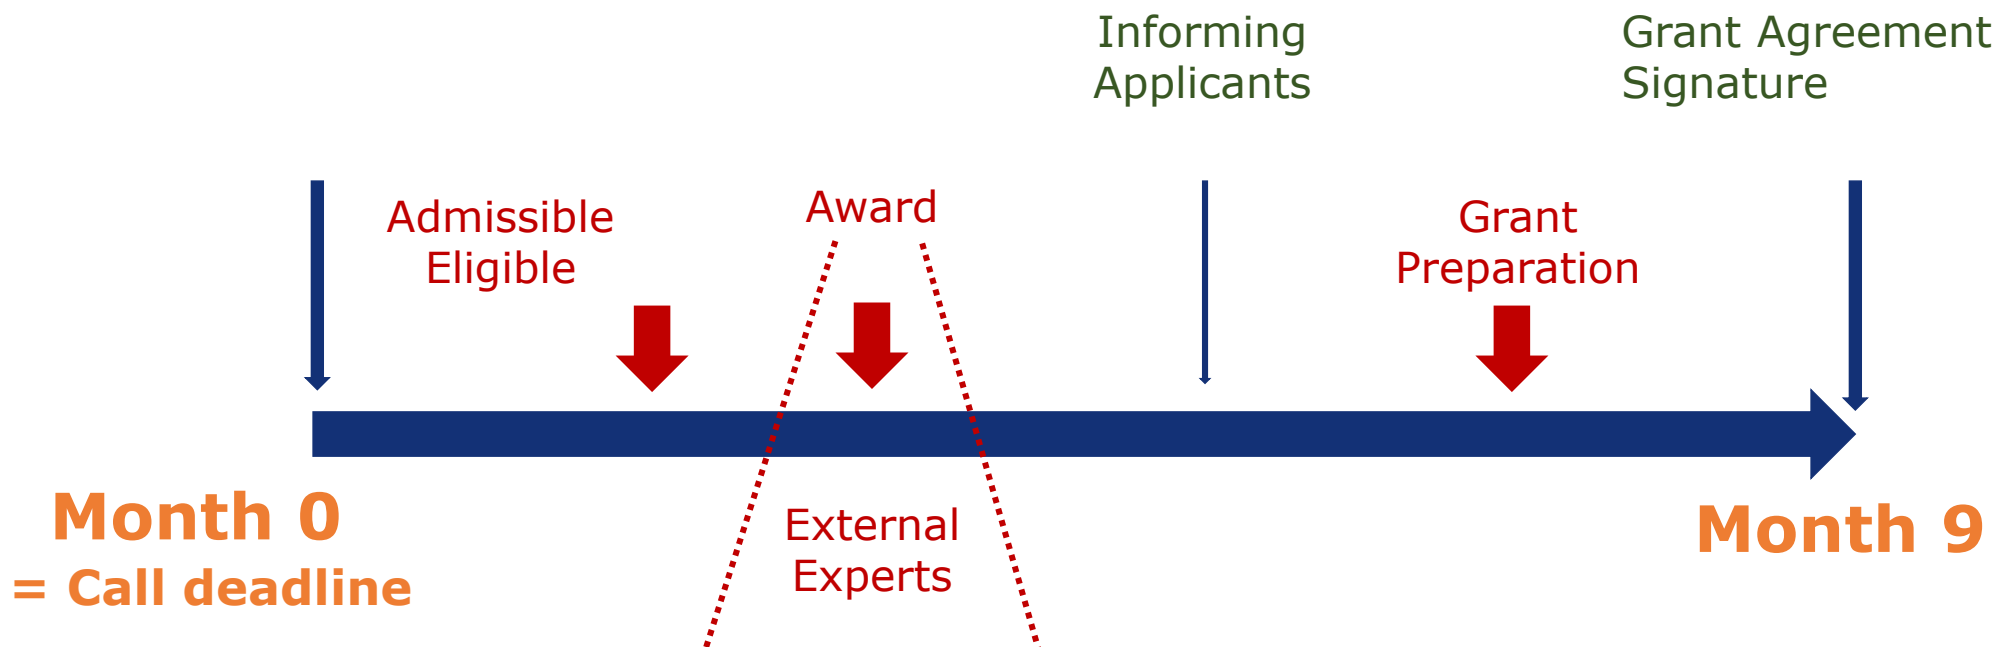 Informing
Applicants
Grant Agreement
Signature
Admissible
Eligible
Award
Grant
Preparation
Month 0
= Call deadline
External
Experts
Month 9